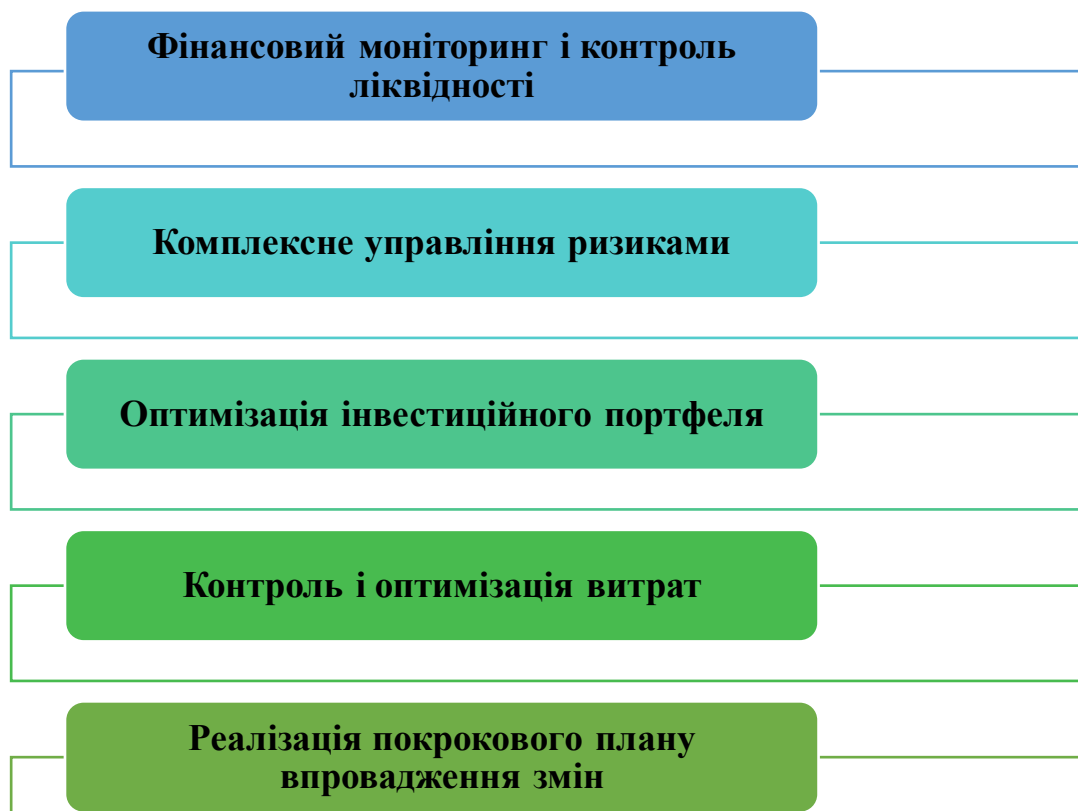 Фінансовий моніторинг і контроль
ліквідності
Комплексне управління ризиками
Оптимізація інвестиційного портфеля
Контроль і оптимізація витрат
Реалізація покрокового плану
впровадження змін